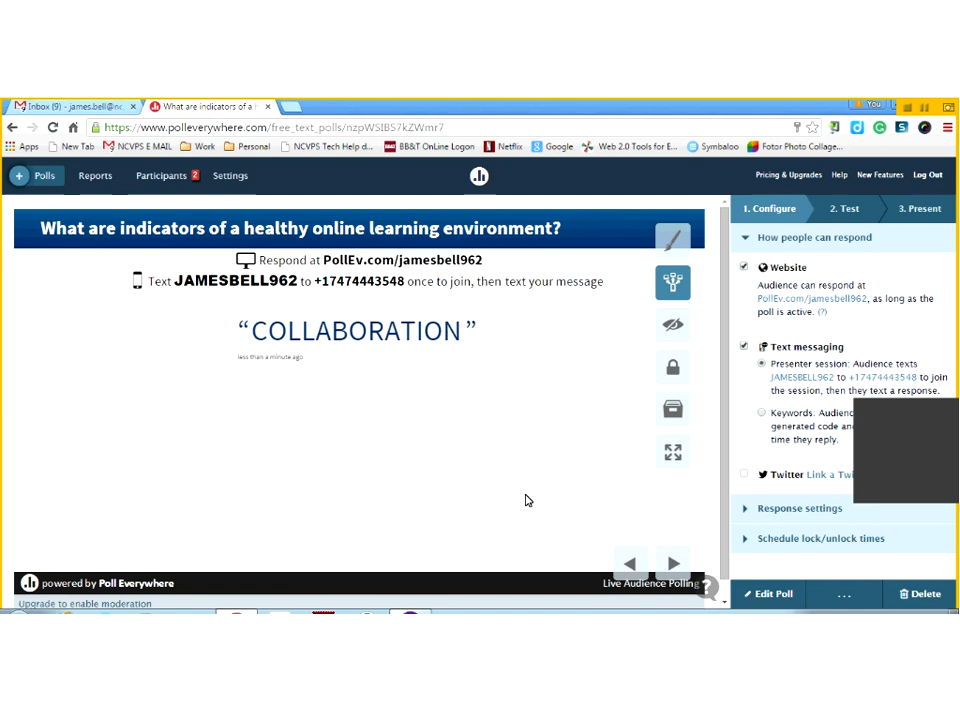 Inbox (9) - james.bell@nc
What are indicators of a h
You
https://www.polleverywhere.com/free_text_polls/nzpWSIBS7kZWmr7
Apps New Tab NCVPS E MAIL Work Personal NCVPS Tech Help d... BB&T OnLine Logon Netflix Google Web 2.0 Tools for E... Symbaloo Fotor Photo Collage...
+ Polls Reports Participants 2 Settings Pricing & Upgrades Help New Features Log Out
What are indicators of a healthy online learning environment?
Respond at PollEv.com/jamesbell962
Text JAMESBELL962 to +17474443548 once to join, then text your message
“COLLABORATION”
less than a minute ago
powered by Poll Everywhere
Live Audience Polling
Upgrade to enable moderation
1. Configure 2. Test 3. Present
How people can respond
Website
Audience can respond at
PollEv.com/jamesbell962, as long as the
poll is active. (?)
Text messaging
Presenter session: Audience texts
JAMESBELL962 to +17474443548 to join
the session, then they text a response.
Keywords: Audienc
generated code an
time they reply.
Twitter Link a Twi
Response settings
Schedule lock/unlock times
Edit Poll ... Delete